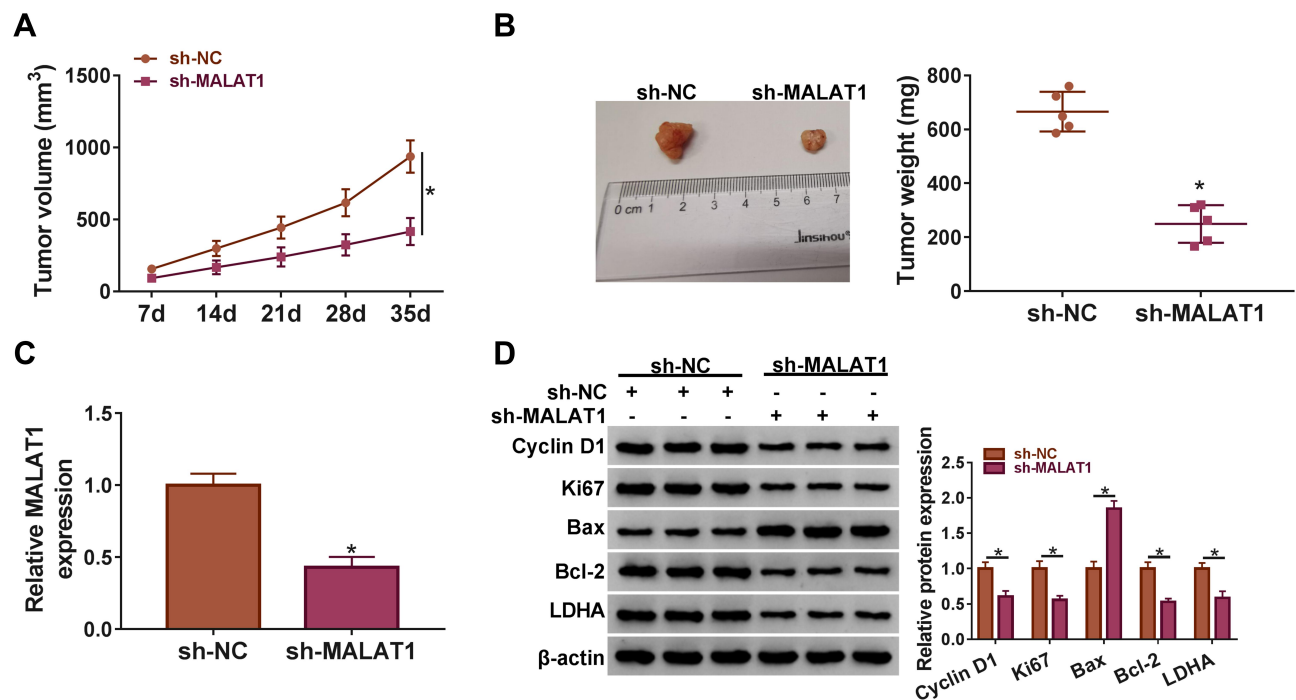 A
sh-NC
sh-MALAT1
Tumor volume (mm³)
1500
1000
500
0
7d 14d 21d 28d 35d
*
B
sh-NC sh-MALAT1
0 cm 1 2 3 4 5 6 7
Jinsihou®
Tumor weight (mg)
800
600
400
200
0
*
sh-NC sh-MALAT1
C
Relative MALAT1
expression
1.5
1.0
0.5
0.0
*
sh-NC sh-MALAT1
D
sh-NC sh-MALAT1
sh-NC + + + - - -
sh-MALAT1 - - - + + +
Cyclin D1
Ki67
Bax
Bcl-2
LDHA
β-actin
sh-NC
sh-MALAT1
Relative protein expression
2.5
2.0
1.5
1.0
0.5
0.0
* * * * *
Cyclin D1 Ki67 Bax Bcl-2 LDHA